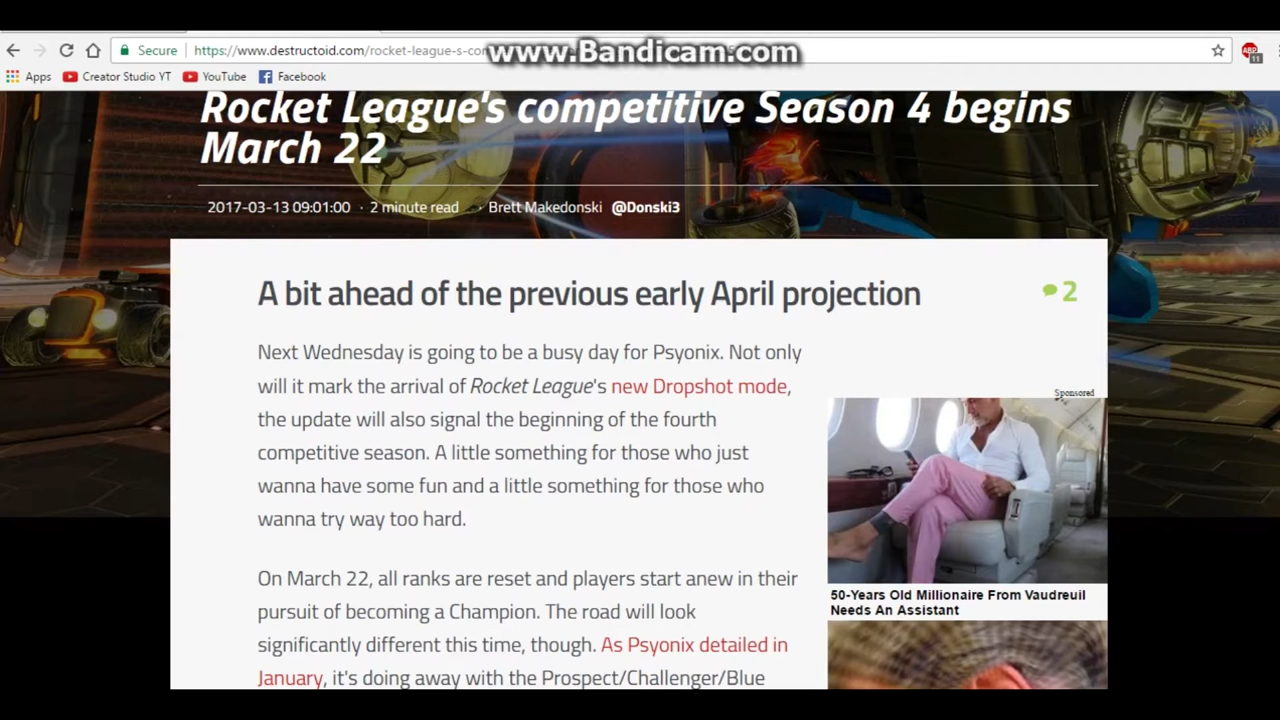 Secure
https://www.destructoid.com/rocket-league-s-co
www.Bandicam.com
ABP
11
Apps
Creator Studio YT
YouTube
Facebook
Rocket League's competitive Season 4 begins
March 22
2017-03-13 09:01:00 · 2 minute read · Brett Makedonski @Donski3
A bit ahead of the previous early April projection
2
Next Wednesday is going to be a busy day for Psyonix. Not only
will it mark the arrival of Rocket League's new Dropshot mode,
the update will also signal the beginning of the fourth
competitive season. A little something for those who just
wanna have some fun and a little something for those who
wanna try way too hard.
On March 22, all ranks are reset and players start anew in their
pursuit of becoming a Champion. The road will look
significantly different this time, though. As Psyonix detailed in
January, it's doing away with the Prospect/Challenger/Blue
Sponsored
50-Years Old Millionaire From Vaudreuil
Needs An Assistant